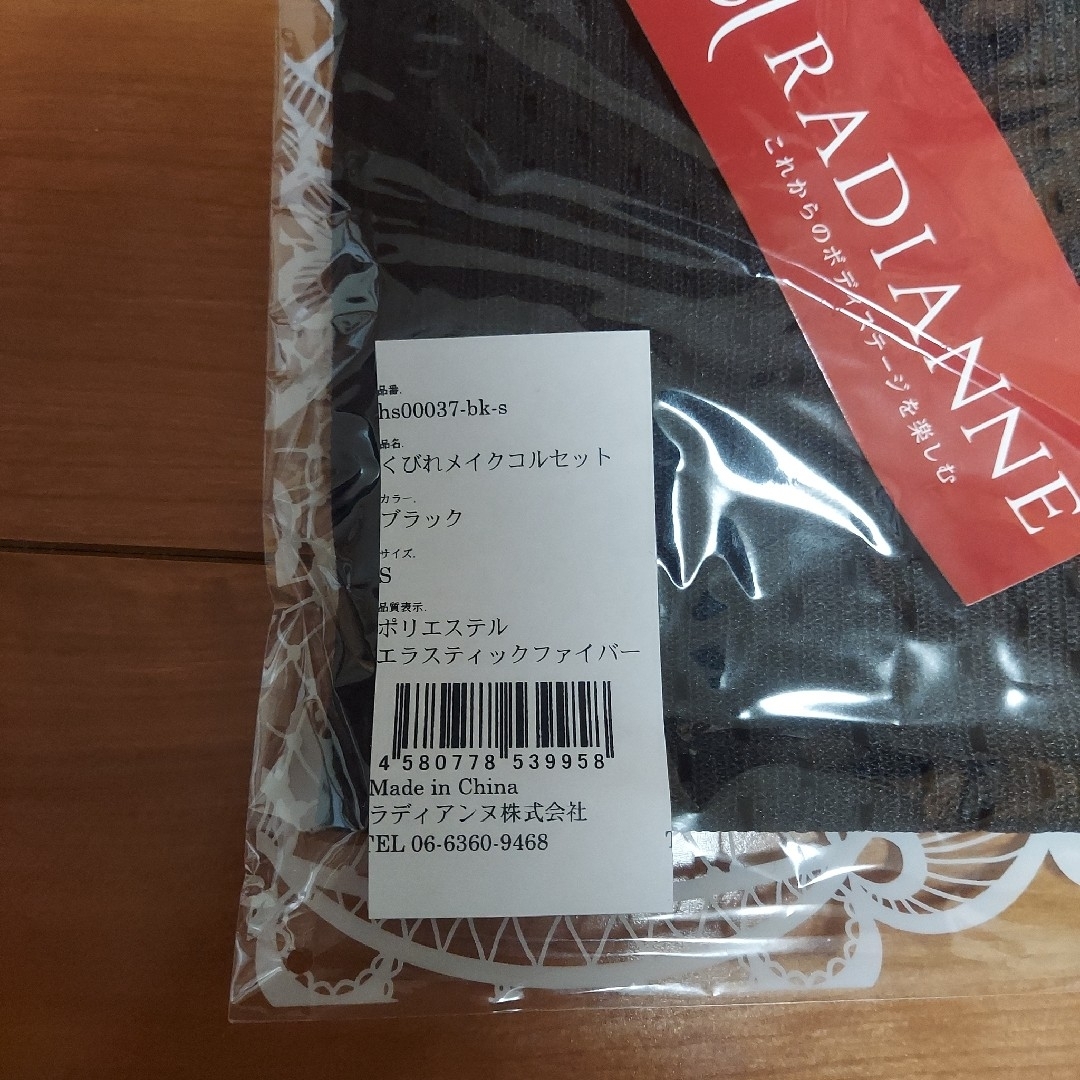 RADIANNE
これからのボディステージを楽しむ
品番.
hs00037-bk-s
品名.
くびれメイクコルセット
カラー.
ブラック
サイズ.
S
品質表示.
ポリエステル
エラスティックファイバー
4 580778 539958
Made in China
ラディアンヌ株式会社
TEL 06-6360-9468